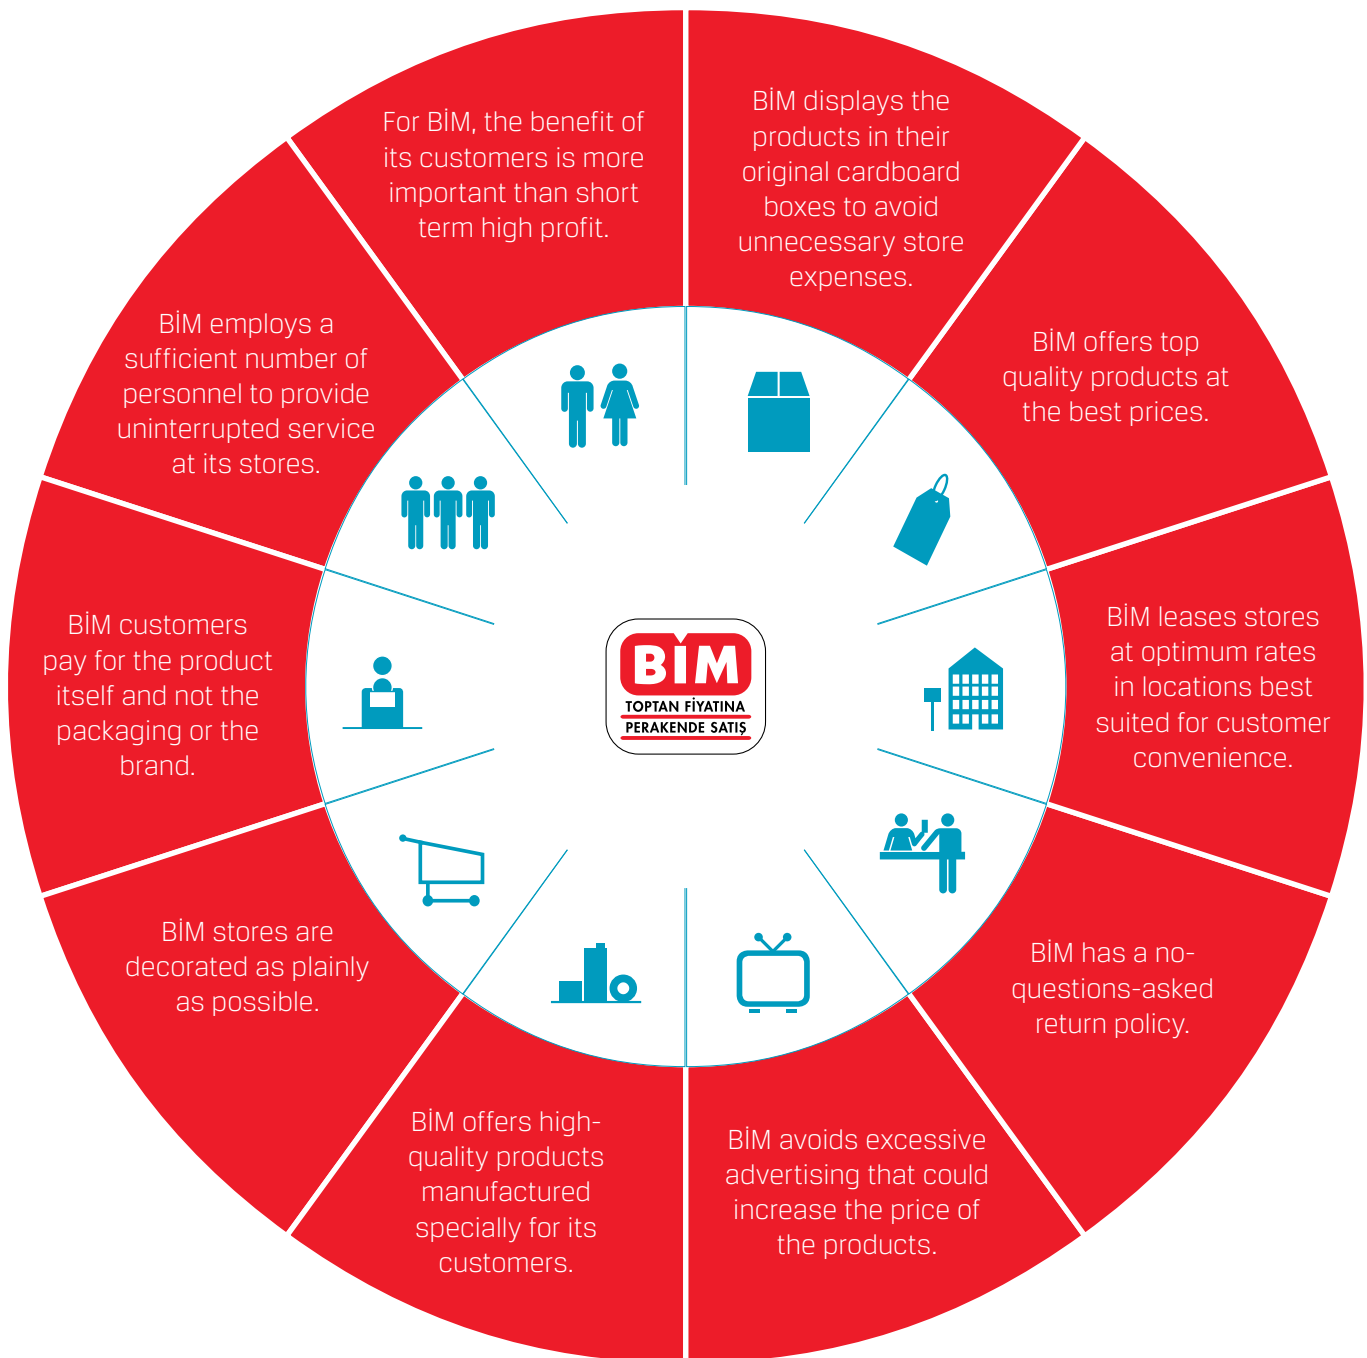 For BİM, the benefit of
its customers is more
important than short
term high profit.
BİM displays the
products in their
original cardboard
boxes to avoid
unnecessary store
expenses.
BİM offers top
quality products at
the best prices.
BİM leases stores
at optimum rates
in locations best
suited for customer
convenience.
BİM has a no-
questions-asked
return policy.
BİM avoids excessive
advertising that could
increase the price of
the products.
BİM offers high-
quality products
manufactured
specially for its
customers.
BİM stores are
decorated as plainly
as possible.
BİM customers
pay for the product
itself and not the
packaging or the
brand.
BİM employs a
sufficient number of
personnel to provide
uninterrupted service
at its stores.
BİM
TOPTAN FİYATINA
PERAKENDE SATIŞ